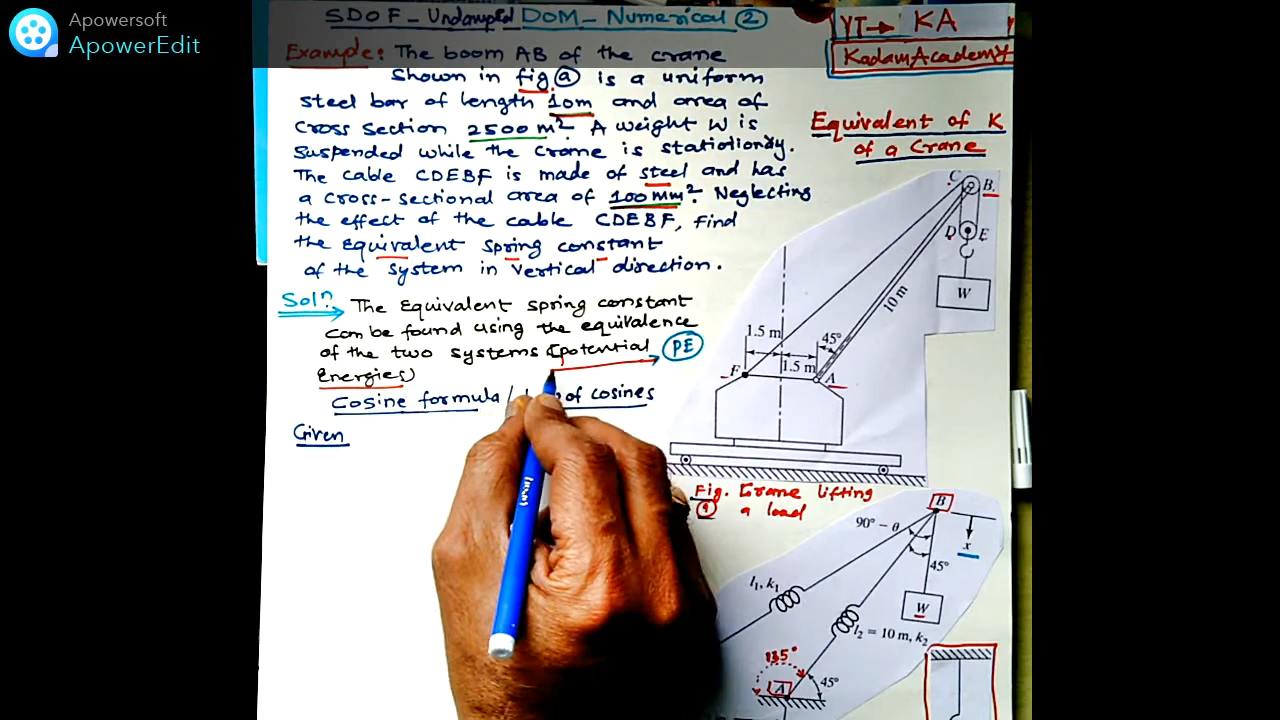 Apowersoft
ApowerEdit
SDOF - Undamped DOM - Numerical ②
YT→ KA
Kadam Academy
Example: The boom AB of the crane
shown in fig ⓐ is a uniform
steel bar of length 10m and area of
cross section 2500 m². A weight W is
suspended while the crane is stationary.
The cable CDEBF is made of steel and has
a cross-sectional area of 100 mm². Neglecting
the effect of the cable CDEBF, find
the equivalent spring constant
of the system in vertical direction.
Equivalent of K
of a Crane
Solⁿ → The Equivalent spring constant
can be found using the equivalence
of the two systems (potential
Energies) PE
Cosine formula / of cosines
Given
C
B
D E
W
10 m
1.5 m
45°
1.5 m
F
A
Fig. Crane lifting
a load
B
90° − θ
x
45°
l₁, k₁
W
l₂ = 10 m, k₂
135°
45°
A